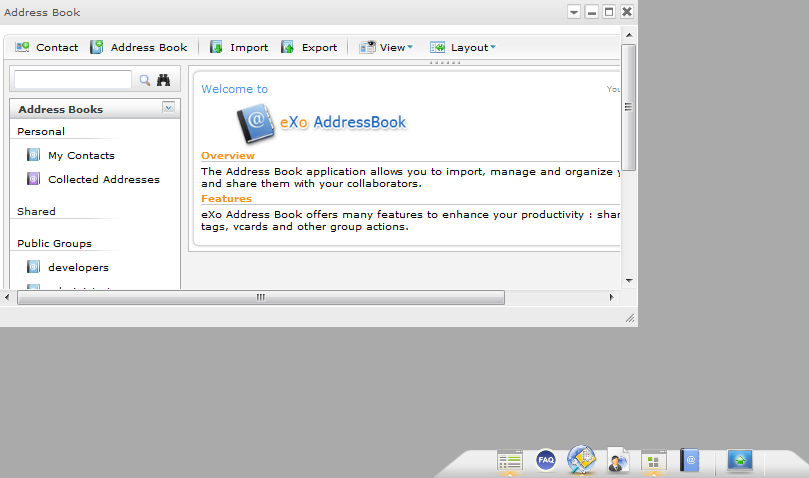 Address Book
Contact Address Book Import Export View Layout
Address Books
Personal
My Contacts
Collected Addresses
Shared
Public Groups
developers
Welcome to
You
@ eXo AddressBook
Overview
The Address Book application allows you to import, manage and organize y
and share them with your collaborators.
Features
eXo Address Book offers many features to enhance your productivity : shar
tags, vcards and other group actions.
FAQ